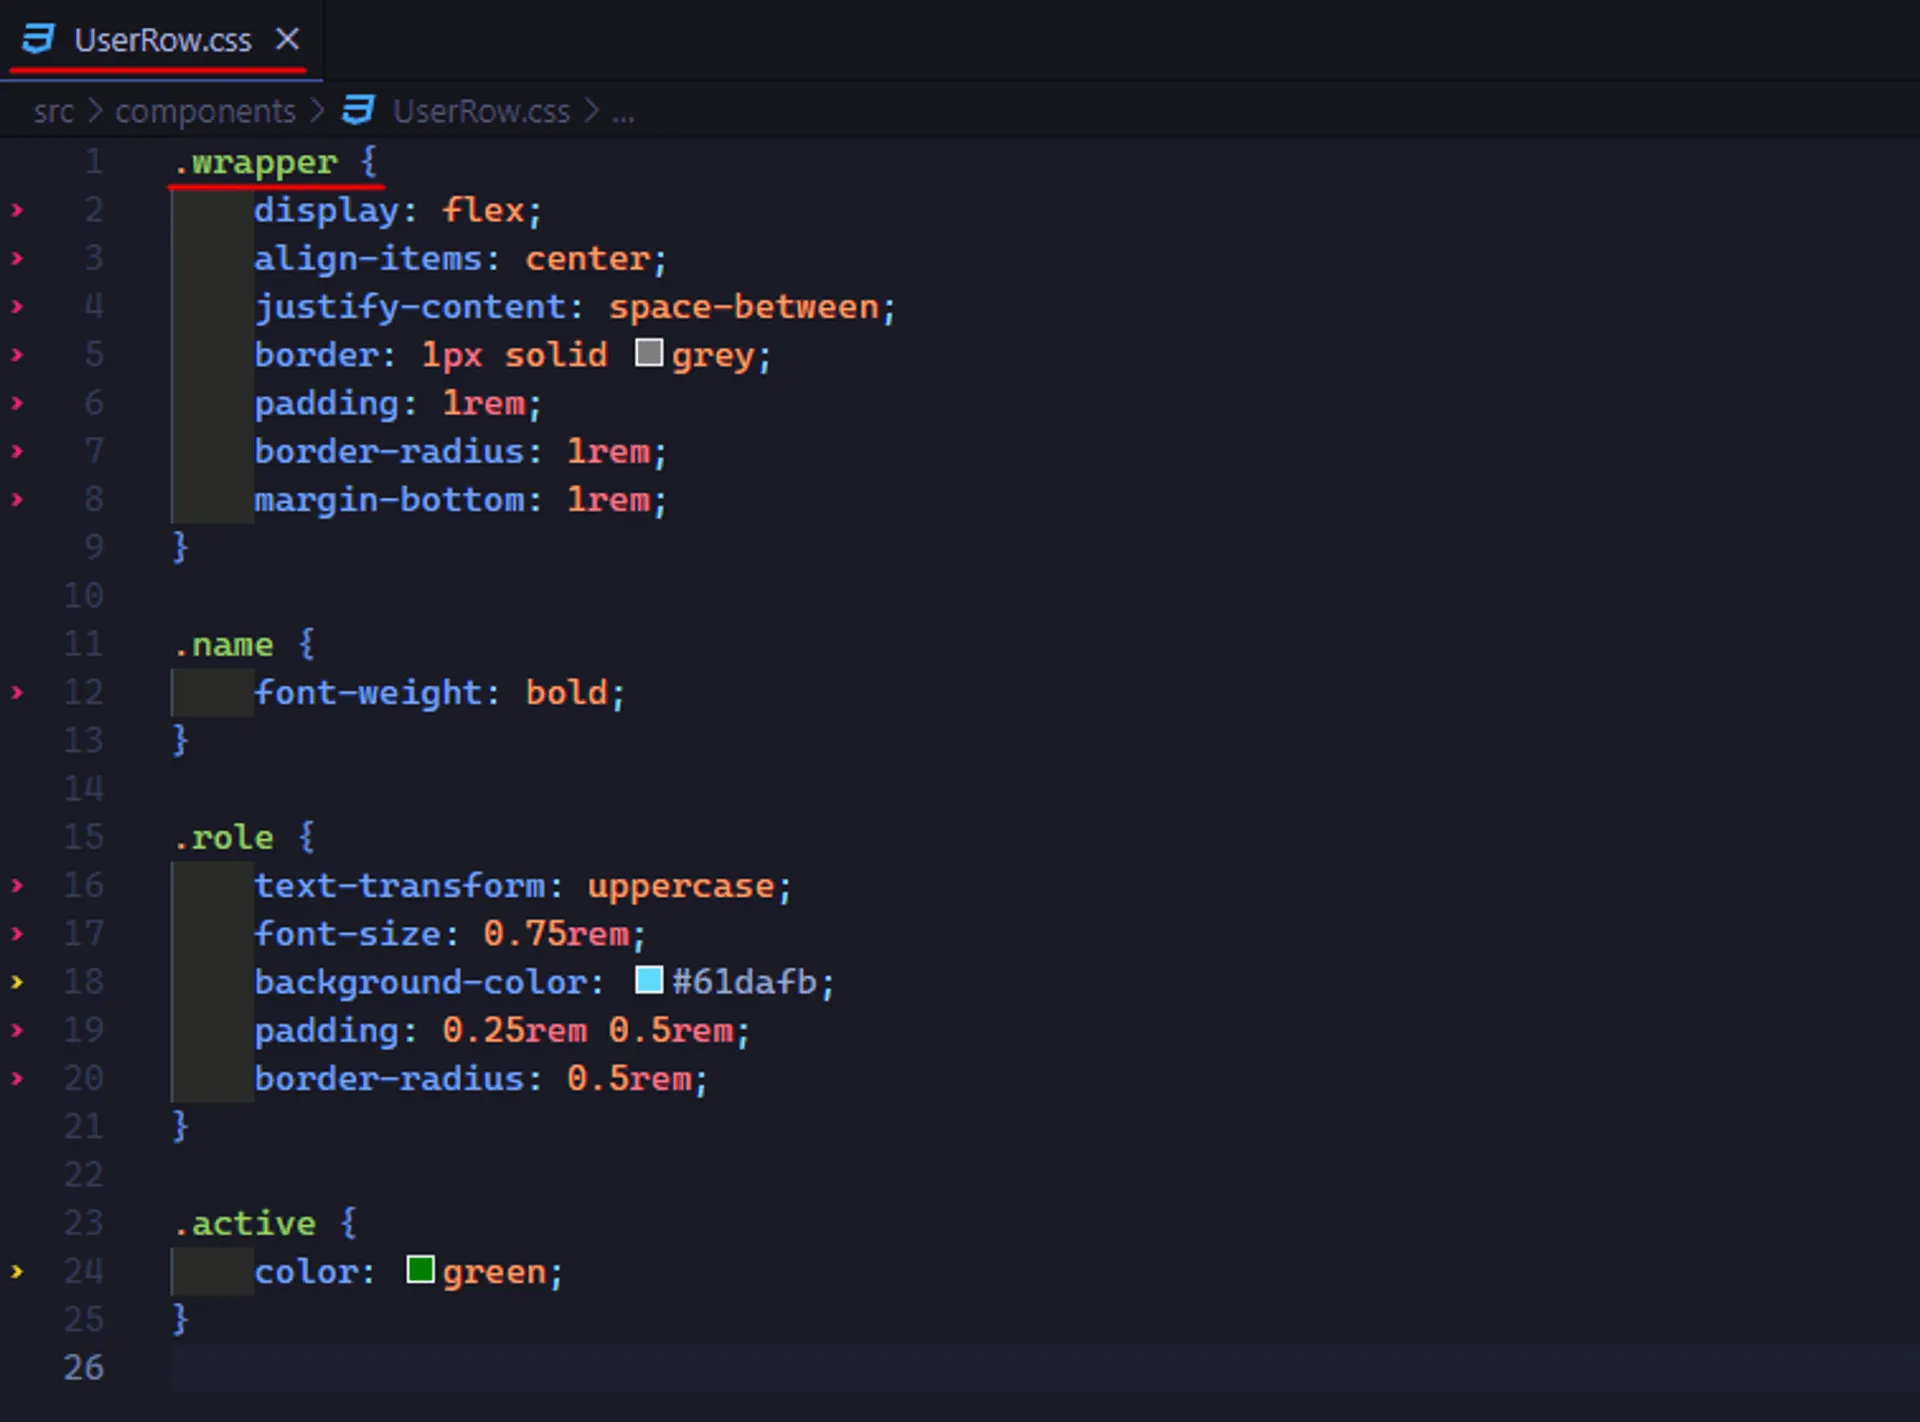 UserRow.css ×
src > components > UserRow.css > ...
1 .wrapper {
2 display: flex;
3 align-items: center;
4 justify-content: space-between;
5 border: 1px solid grey;
6 padding: 1rem;
7 border-radius: 1rem;
8 margin-bottom: 1rem;
9 }
10
11 .name {
12 font-weight: bold;
13 }
14
15 .role {
16 text-transform: uppercase;
17 font-size: 0.75rem;
18 background-color: #61dafb;
19 padding: 0.25rem 0.5rem;
20 border-radius: 0.5rem;
21 }
22
23 .active {
24 color: green;
25 }
26